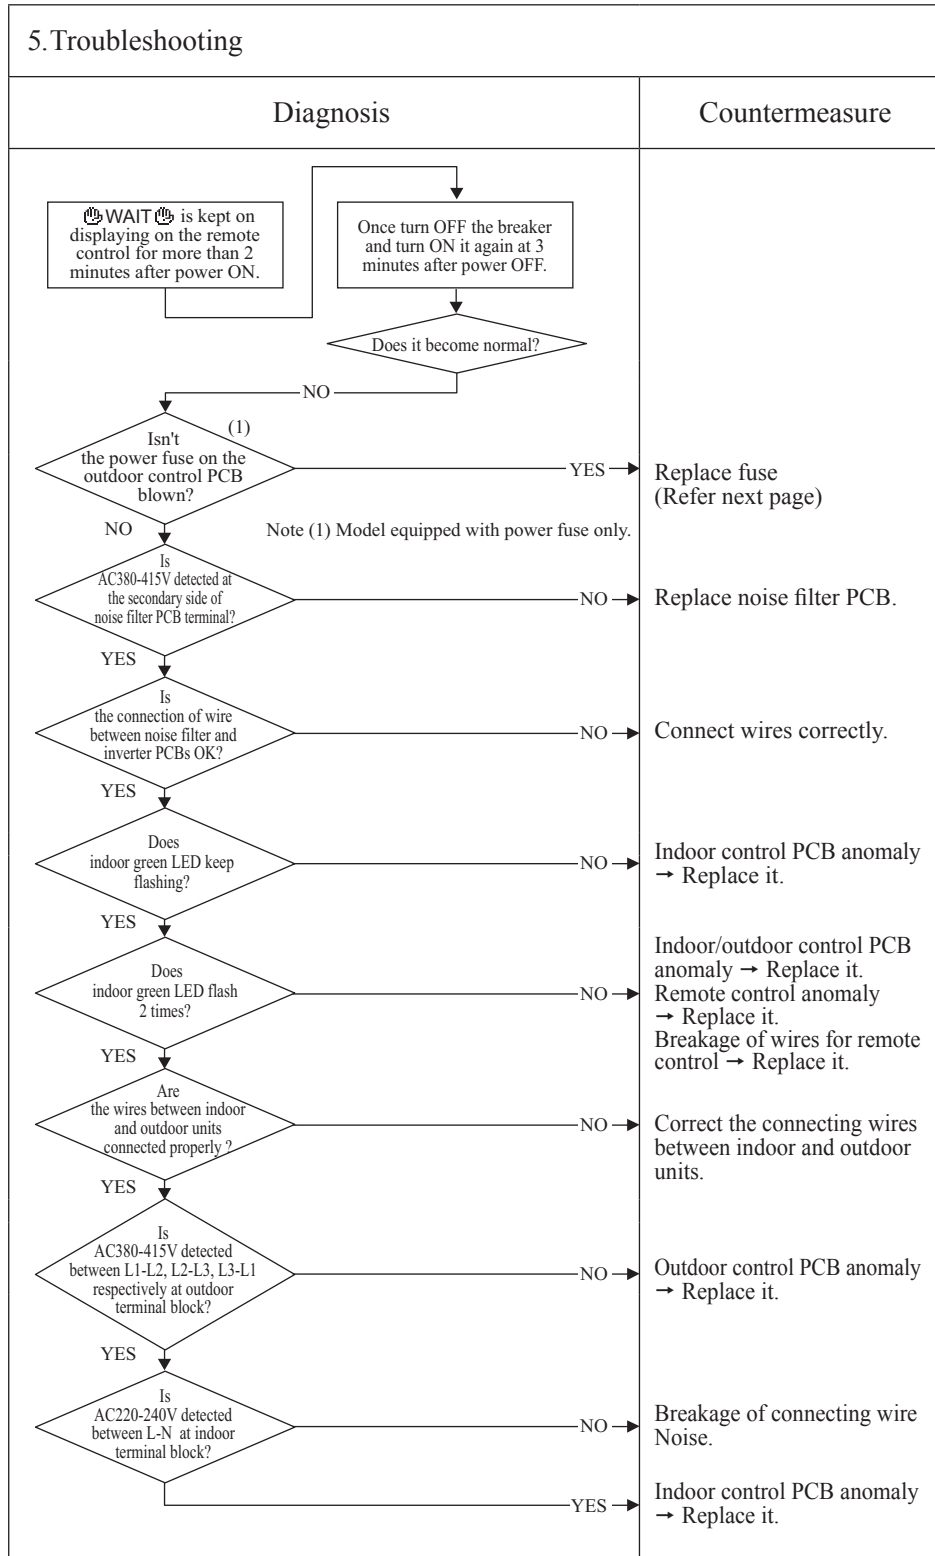 5.Troubleshooting
Diagnosis
Countermeasure
WAIT is kept on
displaying on the remote
control for more than 2
minutes after power ON.
Once turn OFF the breaker
and turn ON it again at 3
minutes after power OFF.
Does it become normal?
NO
(1)
Isn't
the power fuse on the
outdoor control PCB
blown?
YES
Replace fuse
(Refer next page)
NO
Note (1) Model equipped with power fuse only.
Is
AC380-415V detected at
the secondary side of
noise filter PCB terminal?
NO
Replace noise filter PCB.
YES
Is
the connection of wire
between noise filter and
inverter PCBs OK?
NO
Connect wires correctly.
YES
Does
indoor green LED keep
flashing?
NO
Indoor control PCB anomaly
→ Replace it.
YES
Does
indoor green LED flash
2 times?
NO
Indoor/outdoor control PCB
anomaly → Replace it.
Remote control anomaly
→ Replace it.
Breakage of wires for remote
control → Replace it.
YES
Are
the wires between indoor
and outdoor units
connected properly ?
NO
Correct the connecting wires
between indoor and outdoor
units.
YES
Is
AC380-415V detected
between L1-L2, L2-L3, L3-L1
respectively at outdoor
terminal block?
NO
Outdoor control PCB anomaly
→ Replace it.
YES
Is
AC220-240V detected
between L-N at indoor
terminal block?
NO
Breakage of connecting wire
Noise.
YES
Indoor control PCB anomaly
→ Replace it.